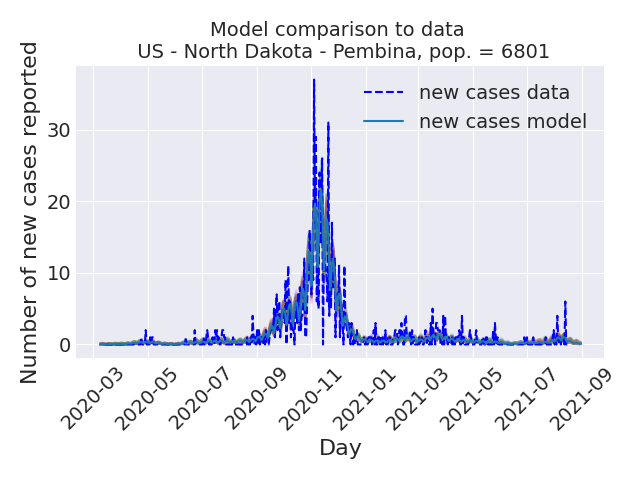 Model comparison to data
US - North Dakota - Pembina, pop. = 6801
new cases data
new cases model
Number of new cases reported
30
20
10
0
2020-03
2020-05
2020-07
2020-09
2020-11
2021-01
2021-03
2021-05
2021-07
2021-09
Day